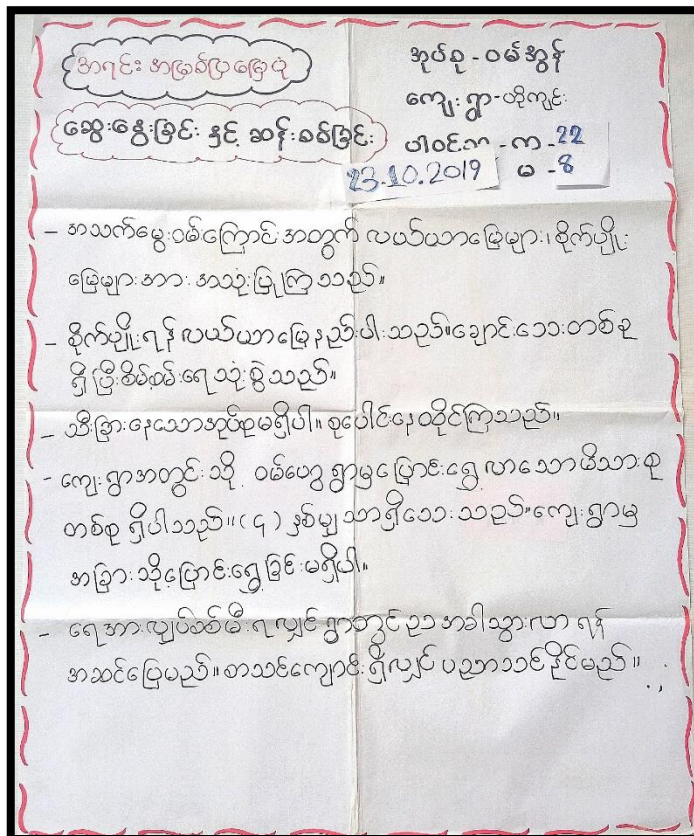 အရင်းအမြစ်ပြမြေပုံ
ဆွေးနွေးခြင်း နှင့် ဆန်းစစ်ခြင်း
အုပ်စု - ဝမ်အွန်
ကျေးရွာ - တိုကျင်း
ပါဝင်သူ - ကျ - 22
23.10.2019 မ - 8
- အသက်မွေးဝမ်းကြောင်းအတွက် လယ်ယာမြေများ၊ စိုက်ပျိုး
မြေများအား အသုံးပြုကြသည်။
- စိုက်ပျိုးရန် လယ်ယာမြေနည်းပါးသည်။ ချောင်းသေးတစ်ခု
ရှိပြီး စိမ့်စမ်းရေသုံးစွဲသည်။
- သီးခြားနေသောအုပ်စုမရှိပါ။ စုပေါင်းနေထိုင်ကြသည်။
- ကျေးရွာအတွင်းသို့ ဝမ်ဟွေရွာမှပြောင်းရွှေ့လာသောမိသားစု
တစ်စု ရှိပါသည်။ (၄) နှစ်မျှသာရှိသေးသည်။ ကျေးရွာမှ
အခြားသို့ပြောင်းရွှေ့ခြင်းမရှိပါ။
- ရေအားလျှပ်စစ်မီးရလျှင် ရွာတွင် ညအခါသွားလာရန်
အဆင်ပြေမည်။ စာသင်ကျောင်းရှိလျှင် ပညာသင်နိုင်မည်။